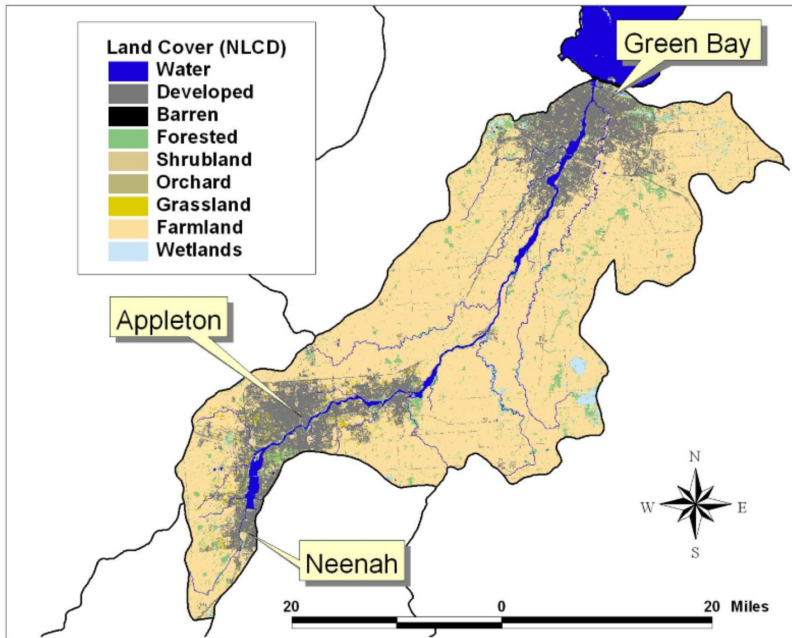 Land Cover (NLCD)
Water
Developed
Barren
Forested
Shrubland
Orchard
Grassland
Farmland
Wetlands
Green Bay
Appleton
Neenah
N
W E
S
20 0 20 Miles